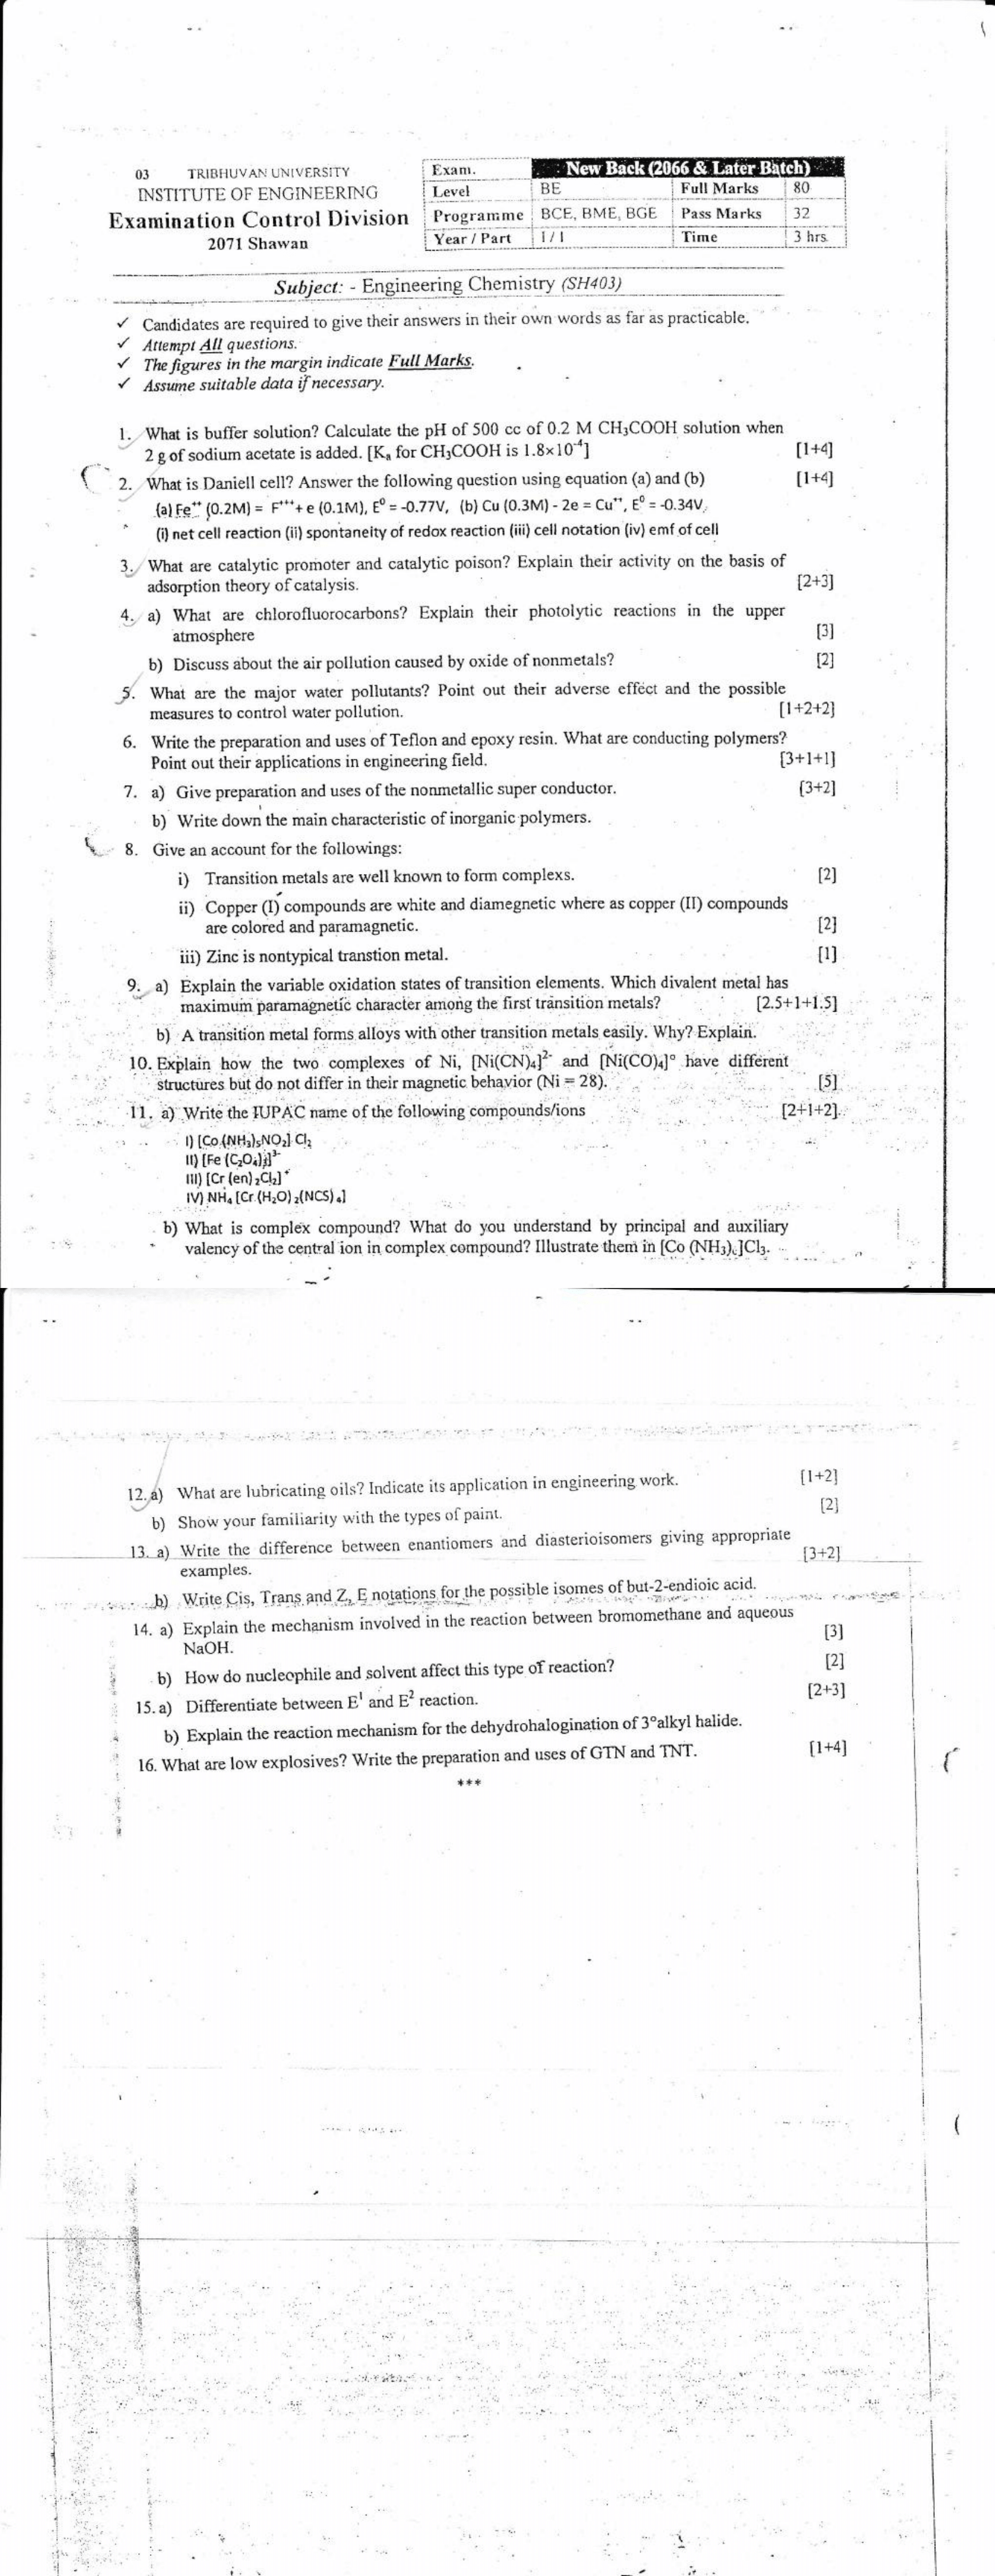 03 TRIBHUVAN UNIVERSITY
INSTITUTE OF ENGINEERING
Examination Control Division
2071 Shawan
Exam. New Back (2066 & Later Batch)
Level BE Full Marks 80
Programme BCE, BME, BGE Pass Marks 32
Year / Part I / I Time 3 hrs.
Subject: - Engineering Chemistry (SH403)
✓ Candidates are required to give their answers in their own words as far as practicable.
✓ Attempt All questions.
✓ The figures in the margin indicate Full Marks.
✓ Assume suitable data if necessary.
1. What is buffer solution? Calculate the pH of 500 cc of 0.2 M CH₃COOH solution when
2 g of sodium acetate is added. [Kₐ for CH₃COOH is 1.8×10⁻⁴] [1+4]
2. What is Daniell cell? Answer the following question using equation (a) and (b) [1+4]
(a) Fe⁺⁺ (0.2M) = F⁺⁺⁺+ e (0.1M), E⁰ = -0.77V, (b) Cu (0.3M) - 2e = Cu⁺⁺, E⁰ = -0.34V,
(i) net cell reaction (ii) spontaneity of redox reaction (iii) cell notation (iv) emf of cell
3. What are catalytic promoter and catalytic poison? Explain their activity on the basis of
adsorption theory of catalysis. [2+3]
4. a) What are chlorofluorocarbons? Explain their photolytic reactions in the upper
atmosphere [3]
b) Discuss about the air pollution caused by oxide of nonmetals? [2]
5. What are the major water pollutants? Point out their adverse effect and the possible
measures to control water pollution. [1+2+2]
6. Write the preparation and uses of Teflon and epoxy resin. What are conducting polymers?
Point out their applications in engineering field. [3+1+1]
7. a) Give preparation and uses of the nonmetallic super conductor. [3+2]
b) Write down the main characteristic of inorganic polymers.
8. Give an account for the followings:
i) Transition metals are well known to form complexs. [2]
ii) Copper (I) compounds are white and diamegnetic where as copper (II) compounds
are colored and paramagnetic. [2]
iii) Zinc is nontypical transtion metal. [1]
9. a) Explain the variable oxidation states of transition elements. Which divalent metal has
maximum paramagnetic character among the first transition metals? [2.5+1+1.5]
b) A transition metal forms alloys with other transition metals easily. Why? Explain.
10. Explain how the two complexes of Ni, [Ni(CN)₄]²⁻ and [Ni(CO)₄]° have different
structures but do not differ in their magnetic behavior (Ni = 28). [5]
11. a) Write the IUPAC name of the following compounds/ions [2+1+2]
I) [Co (NH₃)₅NO₂] Cl₂
II) [Fe (C₂O₄)₃]³⁻
III) [Cr (en) ₂Cl₂]⁺
IV) NH₄ [Cr (H₂O) ₂(NCS) ₄]
b) What is complex compound? What do you understand by principal and auxiliary
valency of the central ion in complex compound? Illustrate them in [Co (NH₃)₆]Cl₃.
12. a) What are lubricating oils? Indicate its application in engineering work. [1+2]
b) Show your familiarity with the types of paint. [2]
13. a) Write the difference between enantiomers and diasterioisomers giving appropriate
examples. [3+2]
b) Write Cis, Trans and Z, E notations for the possible isomes of but-2-endioic acid.
14. a) Explain the mechanism involved in the reaction between bromomethane and aqueous
NaOH. [3]
b) How do nucleophile and solvent affect this type of reaction? [2]
15. a) Differentiate between E¹ and E² reaction. [2+3]
b) Explain the reaction mechanism for the dehydrohalogination of 3°alkyl halide.
16. What are low explosives? Write the preparation and uses of GTN and TNT. [1+4]
***